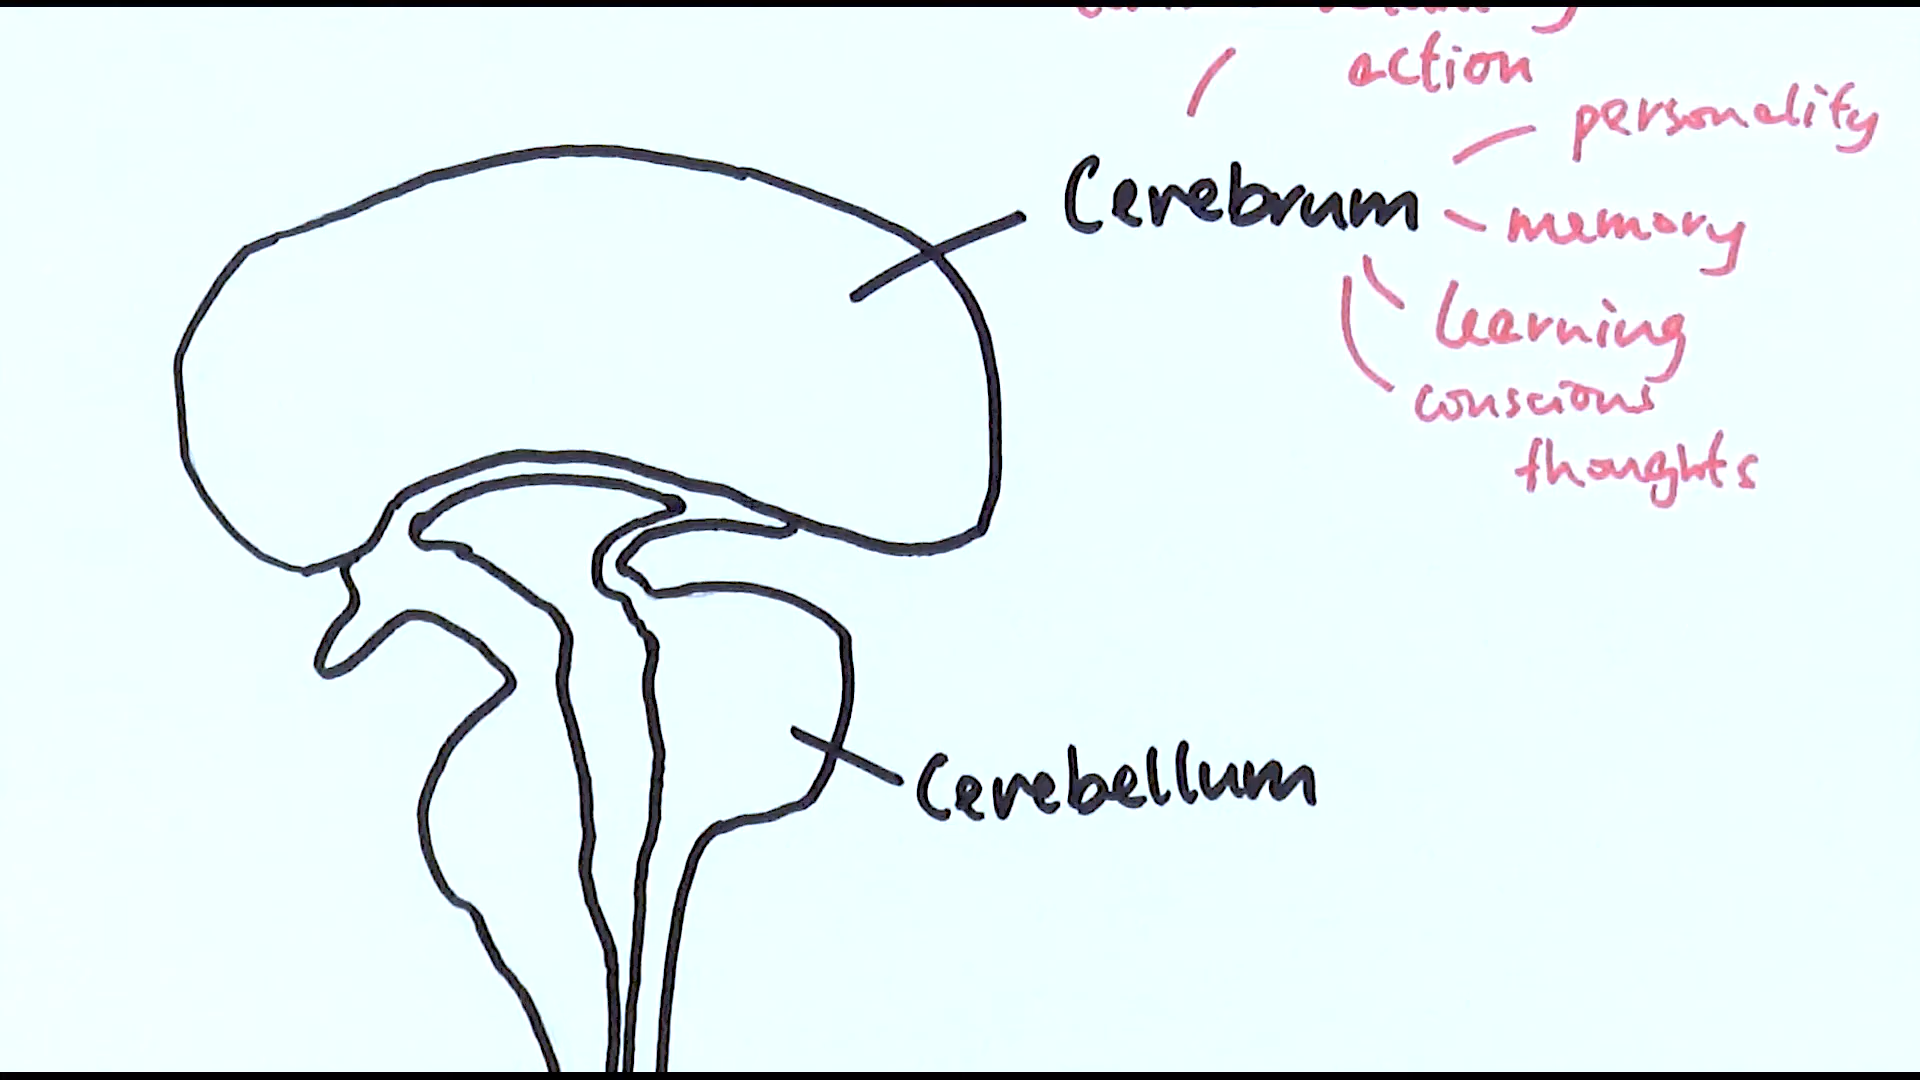 action
personality
Cerebrum
memory
learning
conscious
thoughts
Cerebellum